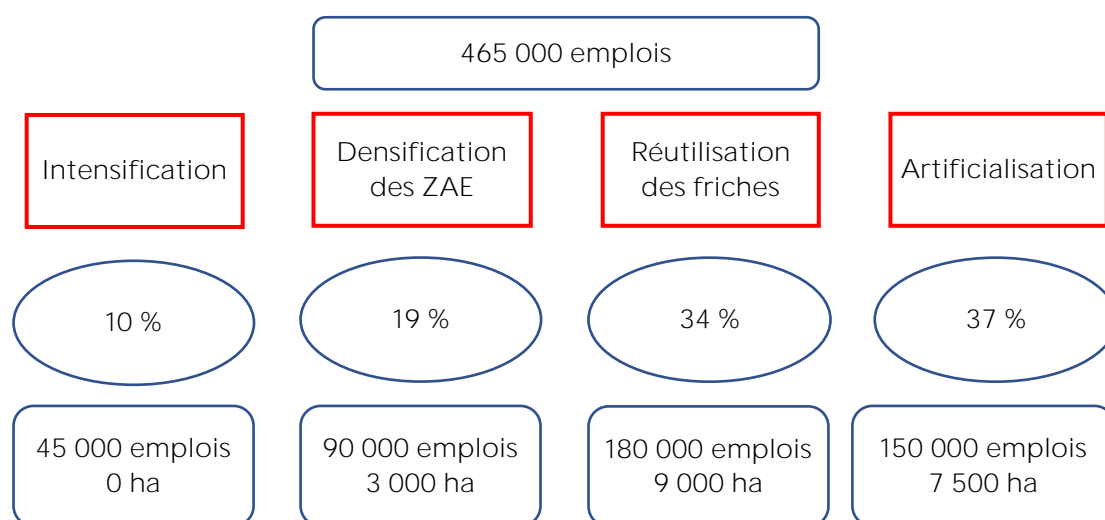 465 000 emplois
Intensification
Densification
des ZAE
Réutilisation
des friches
Artificialisation
10 %
19 %
34 %
37 %
45 000 emplois
0 ha
90 000 emplois
3 000 ha
180 000 emplois
9 000 ha
150 000 emplois
7 500 ha